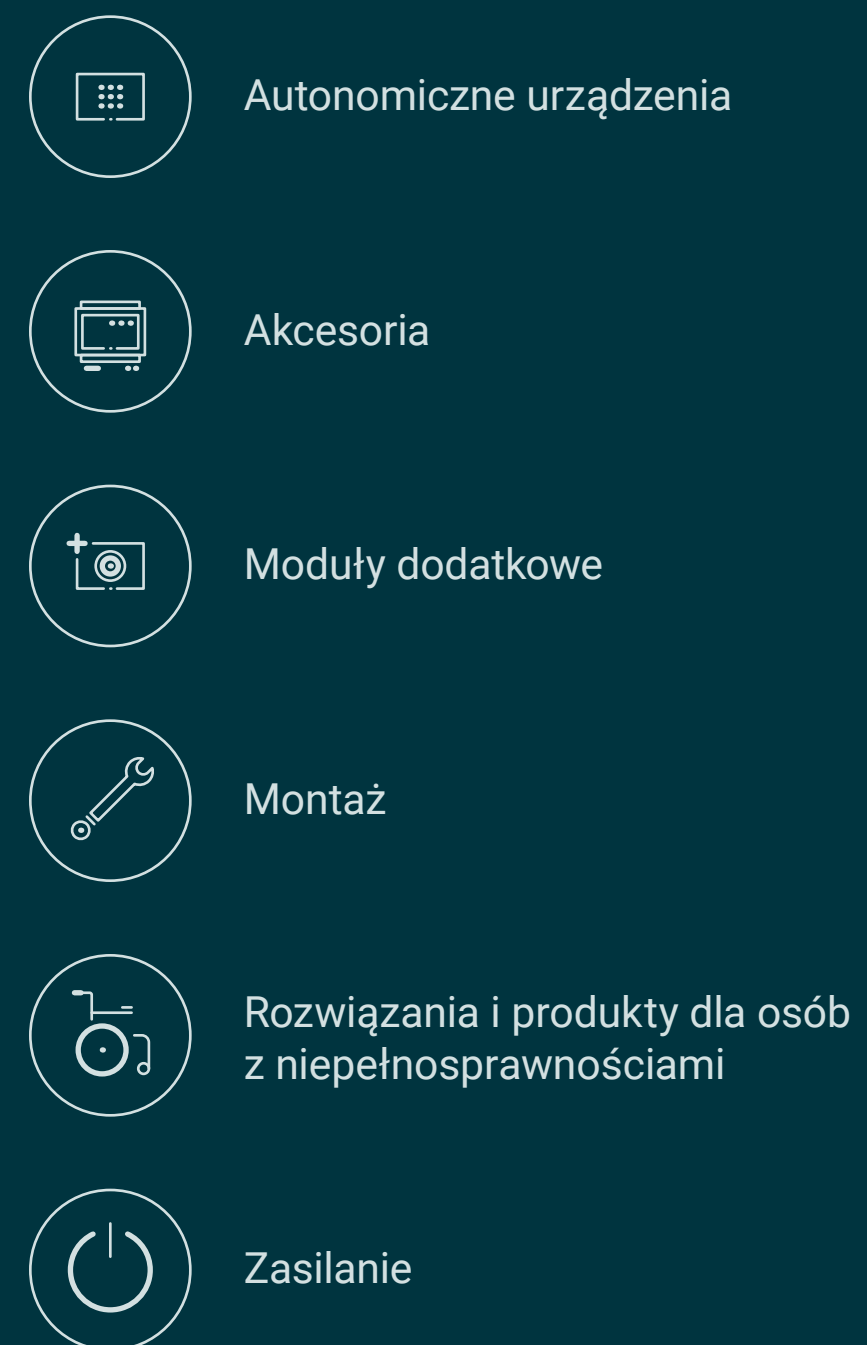 Autonomiczne urządzenia
Akcesoria
Moduły dodatkowe
Montaż
Rozwiązania i produkty dla osób
z niepełnosprawnościami
Zasilanie